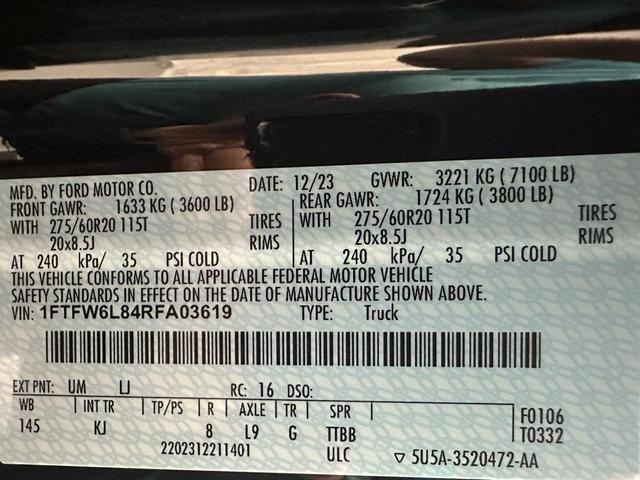 MFD. BY FORD MOTOR CO. DATE: 12/23 GVWR: 3221 KG ( 7100 LB)
FRONT GAWR: 1633 KG ( 3600 LB) REAR GAWR: 1724 KG ( 3800 LB)
WITH 275/60R20 115T TIRES WITH 275/60R20 115T TIRES
20x8.5J RIMS 20x8.5J RIMS
AT 240 kPa/ 35 PSI COLD AT 240 kPa/ 35 PSI COLD
THIS VEHICLE CONFORMS TO ALL APPLICABLE FEDERAL MOTOR VEHICLE
SAFETY STANDARDS IN EFFECT ON THE DATE OF MANUFACTURE SHOWN ABOVE.
VIN: 1FTFW6L84RFA03619 TYPE: Truck
EXT PNT: UM LJ RC: 16 DSO:
WB INT TR TP/PS R AXLE TR SPR F0106
145 KJ 8 L9 G TTBB T0332
2202312211401 ULC ▽ 5U5A-3520472-AA